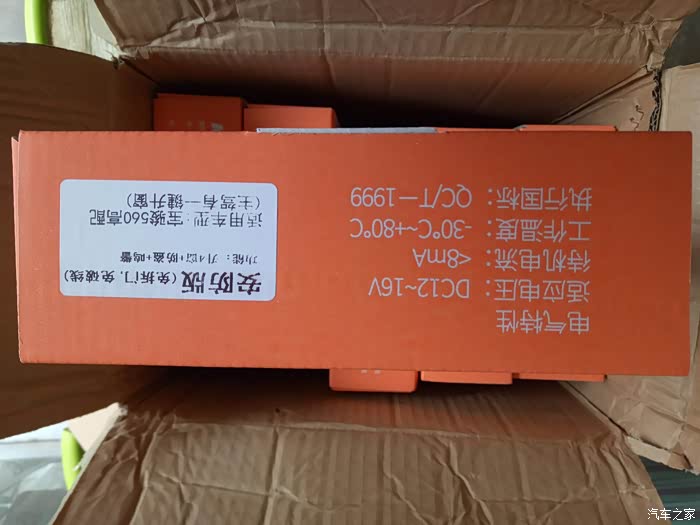 电气特性
适应电压：DC12~16V
待机电流：<8mA
工作温度：-30℃~+80℃
执行国标：QC/T—1999
安防版（免拆门，免破线）
功能：升4窗+防盗+鸣警
适用车型：宝骏560高配
（主驾有一键升窗）
汽车之家